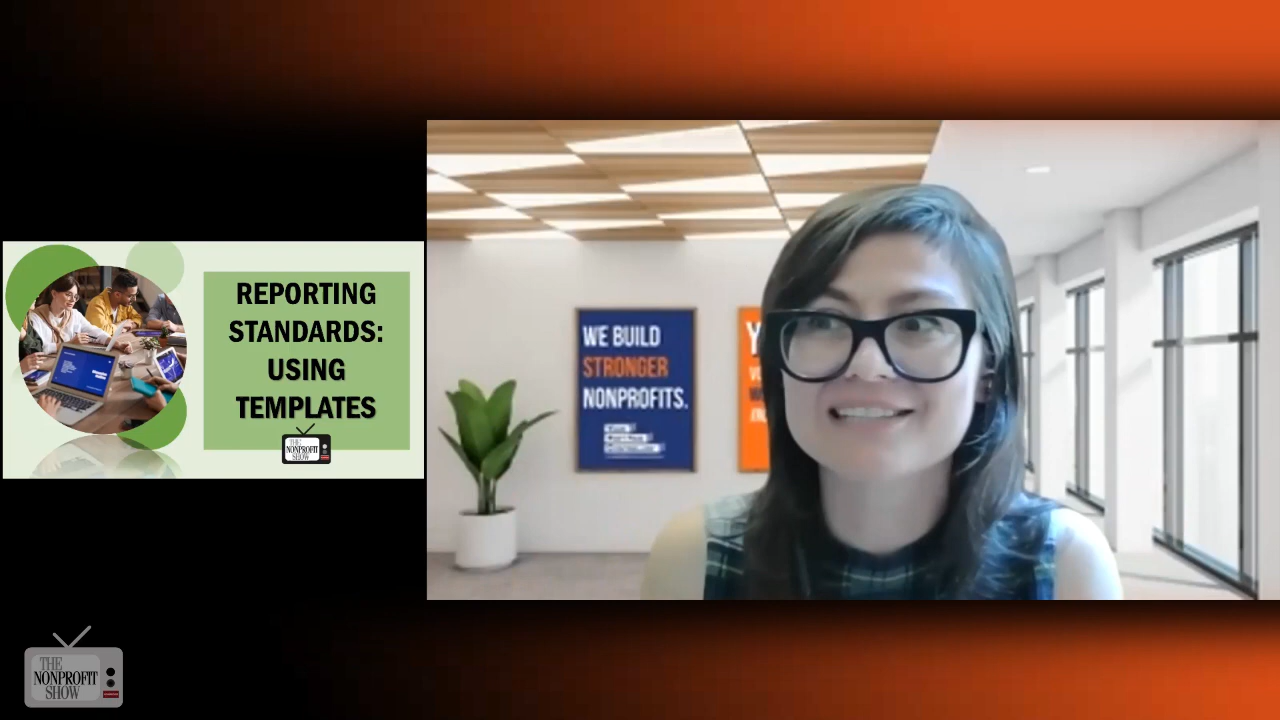 REPORTING
STANDARDS:
USING
TEMPLATES
THE
NONPROFIT
SHOW
WE BUILD
STRONGER
NONPROFITS.
Y
THE
NONPROFIT
SHOW